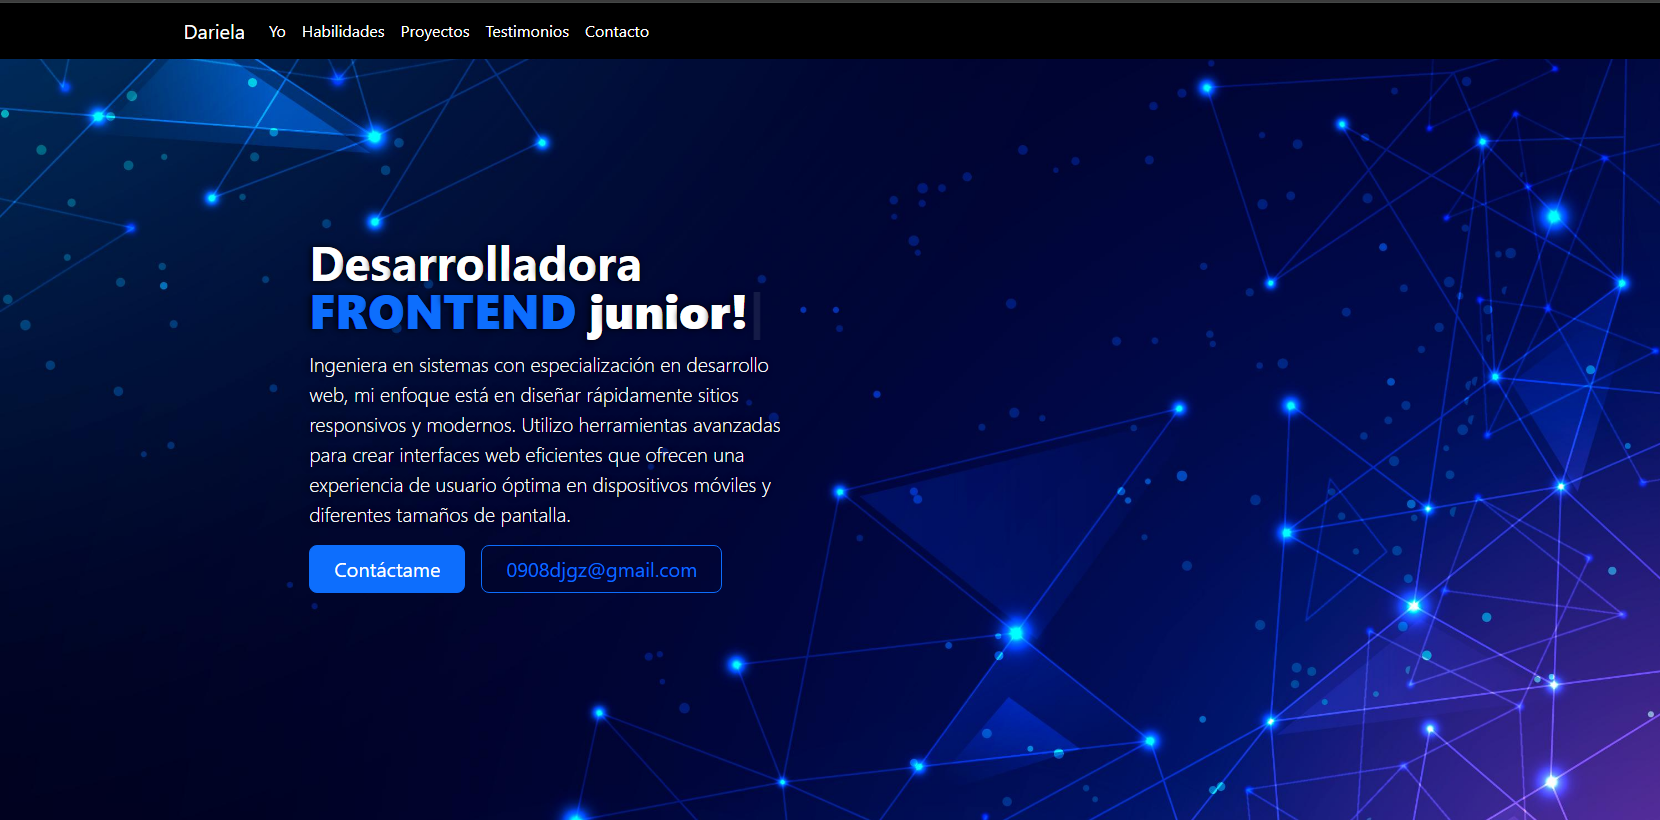 Dariela Yo Habilidades Proyectos Testimonios Contacto
Desarrolladora
FRONTEND junior!
Ingeniera en sistemas con especialización en desarrollo
web, mi enfoque está en diseñar rápidamente sitios
responsivos y modernos. Utilizo herramientas avanzadas
para crear interfaces web eficientes que ofrecen una
experiencia de usuario óptima en dispositivos móviles y
diferentes tamaños de pantalla.
Contáctame 0908djgz@gmail.com